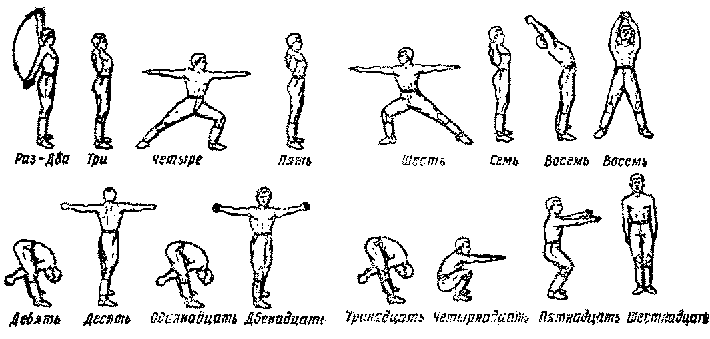 Раз-Два Три Четыре Пять Шесть Семь Восемь Восемь
Девять Десять Одиннадцать Двенадцать Тринадцать Четырнадцать Пятнадцать Шестнадцать